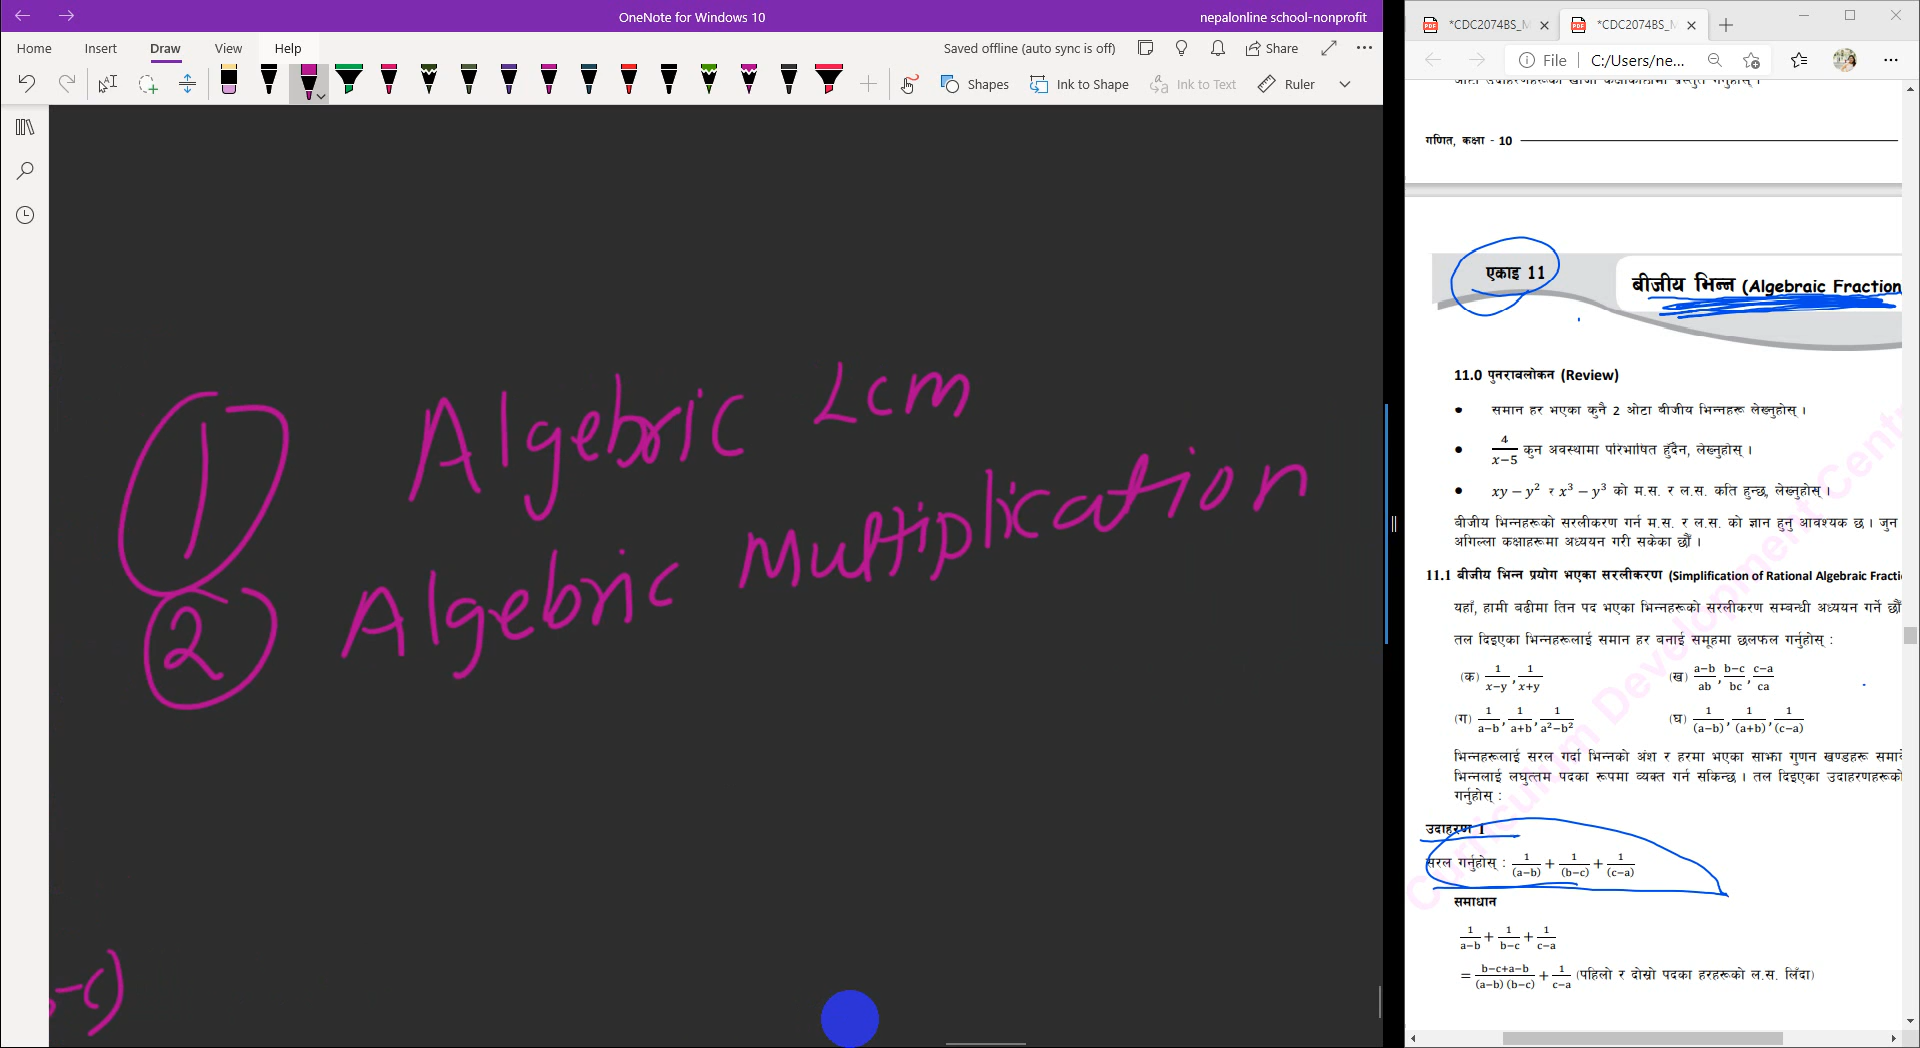 OneNote for Windows 10
nepalonline school-nonprofit
Home Insert Draw View Help
Saved offline (auto sync is off) Share
Shapes Ink to Shape Ink to Text Ruler
1 Algebric Lcm
2 Algebric Multiplication
-c)
*CDC2074BS_M *CDC2074BS_M
File C:/Users/ne...
गणित, कक्षा - 10
एकाइ 11
बीजीय भिन्न (Algebraic Fraction
11.0 पुनरावलोकन (Review)
• समान हर भएका कुनै 2 ओटा बीजीय भिन्नहरू लेख्नुहोस् ।
• 4/(x−5) कुन अवस्थामा परिभाषित हुँदैन, लेख्नुहोस् ।
• xy − y² र x³ − y³ को म.स. र ल.स. कति हुन्छ, लेख्नुहोस् ।
बीजीय भिन्नहरूको सरलीकरण गर्न म.स. र ल.स. को ज्ञान हुनु आवश्यक छ । जुन
अगिल्ला कक्षाहरूमा अध्ययन गरी सकेका छौँ ।
11.1 बीजीय भिन्न प्रयोग भएका सरलीकरण (Simplification of Rational Algebraic Fracti
यहाँ, हामी बढीमा तिन पद भएका भिन्नहरूको सरलीकरण सम्बन्धी अध्ययन गर्ने छौँ
तल दिइएका भिन्नहरूलाई समान हर बनाई समूहमा छलफल गर्नुहोस् :
(क) 1/(x−y), 1/(x+y) (ख) (a−b)/ab, (b−c)/bc, (c−a)/ca
(ग) 1/(a−b), 1/(a+b), 1/(a²−b²) (घ) 1/(a−b), 1/(a+b), 1/(c−a)
भिन्नहरूलाई सरल गर्दा भिन्नको अंश र हरमा भएका साझा गुणन खण्डहरू
भिन्नलाई लघुत्तम पदका रूपमा व्यक्त गर्न सकिन्छ । तल दिइएका उदाहरणहरूको
गर्नुहोस् :
उदाहरण 1
सरल गर्नुहोस् : 1/(a−b) + 1/(b−c) + 1/(c−a)
समाधान
1/(a−b) + 1/(b−c) + 1/(c−a)
= (b−c+a−b)/((a−b)(b−c)) + 1/(c−a) (पहिलो र दोस्रो पदका हरहरूको ल.स. लिँदा)
Curriculum Development Centr